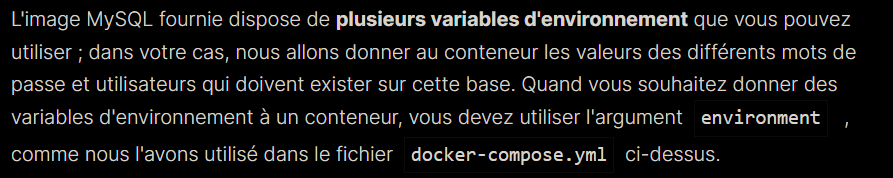 L'image MySQL fournie dispose de plusieurs variables d'environnement que vous pouvez
utiliser ; dans votre cas, nous allons donner au conteneur les valeurs des différents mots de
passe et utilisateurs qui doivent exister sur cette base. Quand vous souhaitez donner des
variables d'environnement à un conteneur, vous devez utiliser l'argument environment ,
comme nous l'avons utilisé dans le fichier docker-compose.yml ci-dessus.